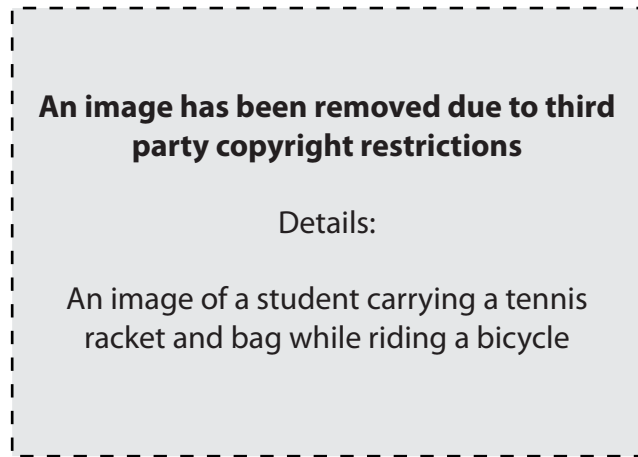 An image has been removed due to third
party copyright restrictions
Details:
An image of a student carrying a tennis
racket and bag while riding a bicycle